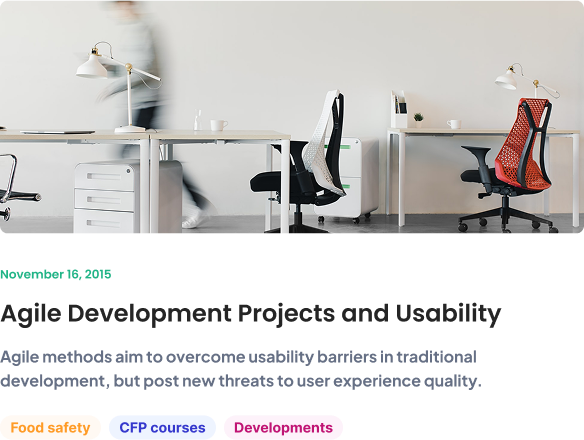 November 16, 2015
Agile Development Projects and Usability
Agile methods aim to overcome usability barriers in traditional
development, but post new threats to user experience quality.
Food safety CFP courses Developments